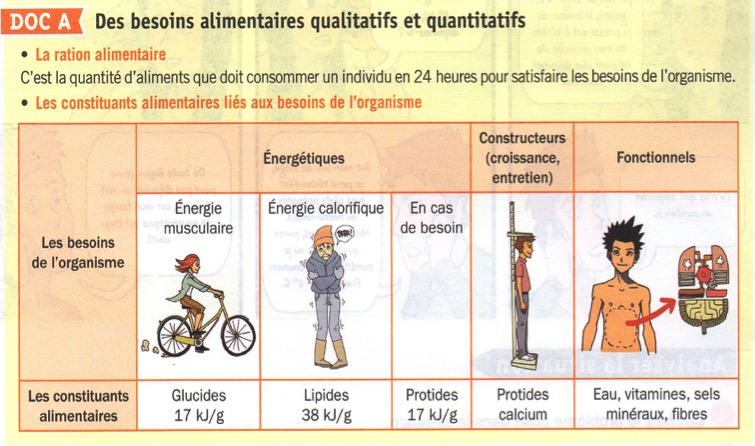 DOC A Des besoins alimentaires qualitatifs et quantitatifs
• La ration alimentaire
C'est la quantité d'aliments que doit consommer un individu en 24 heures pour satisfaire les besoins de l'organisme.
• Les constituants alimentaires liés aux besoins de l'organisme
Énergétiques
Constructeurs
(croissance,
entretien)
Fonctionnels
Les besoins
de l'organisme
Énergie
musculaire
Énergie calorifique
En cas
de besoin
Les constituants
alimentaires
Glucides
17 kJ/g
Lipides
38 kJ/g
Protides
17 kJ/g
Protides
calcium
Eau, vitamines, sels
minéraux, fibres